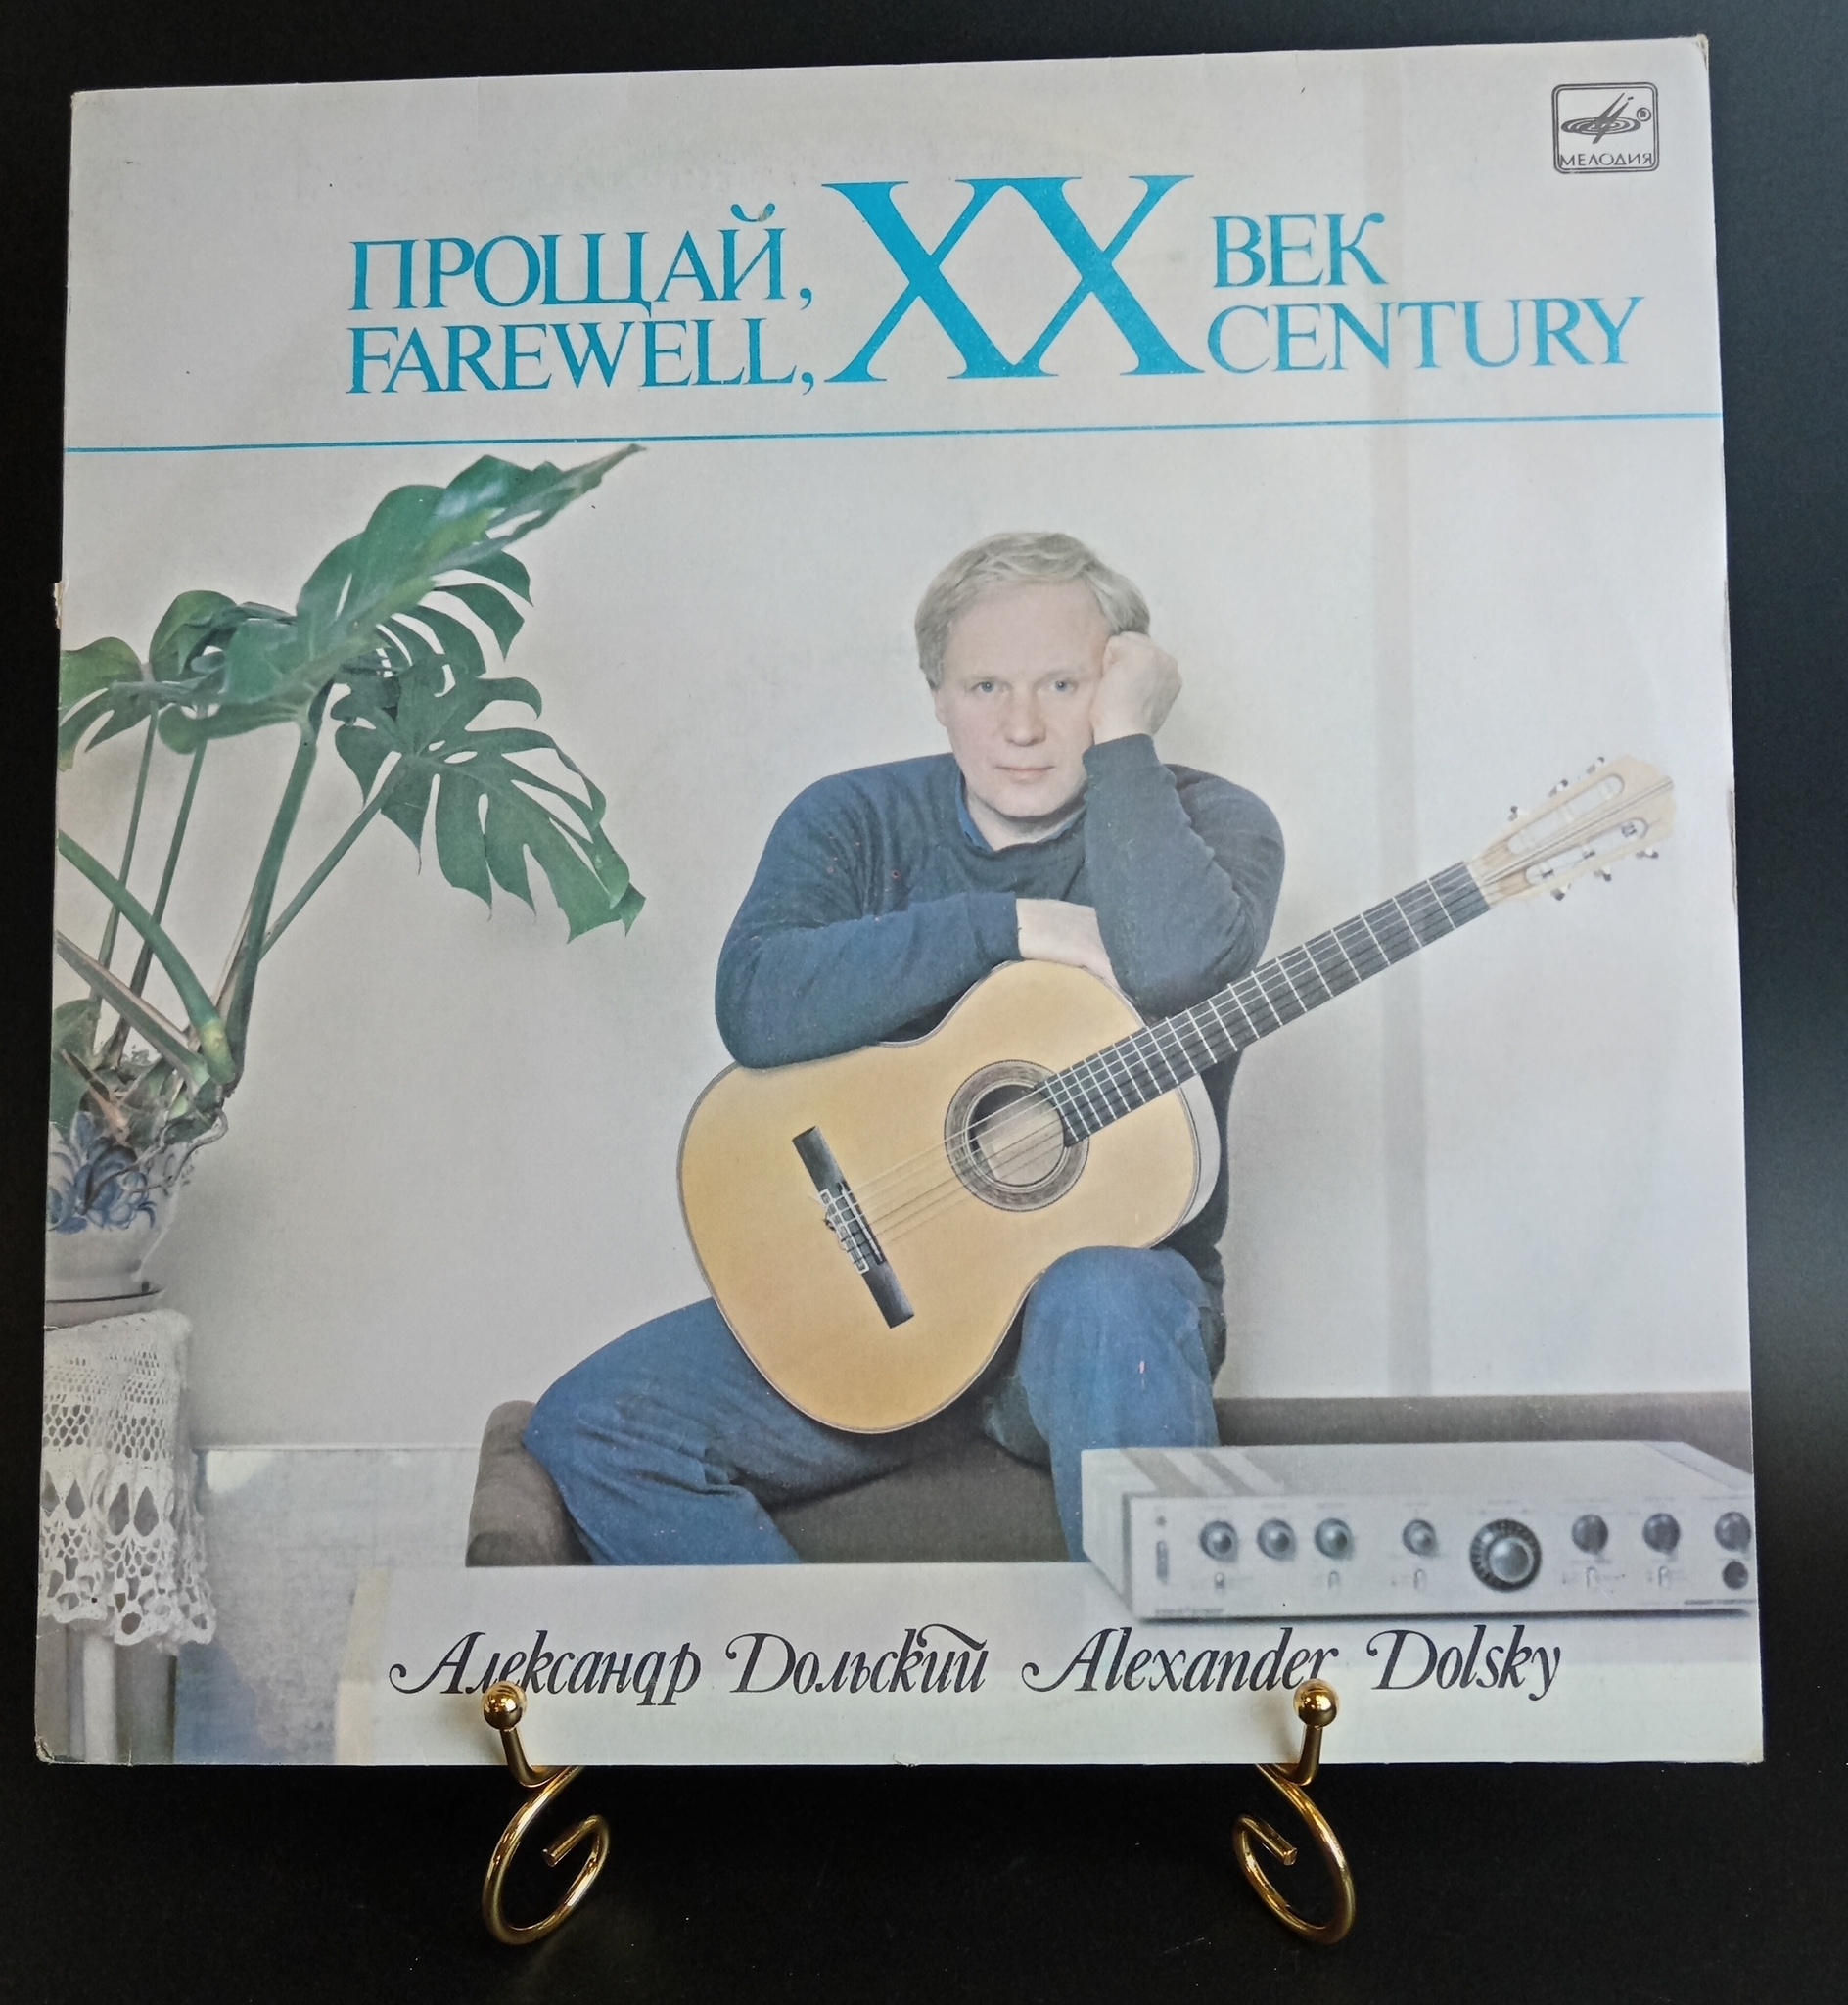 МЕЛОДИЯ
ПРОЩАЙ, XX ВЕК
FAREWELL, CENTURY
Александр Дольский Alexander Dolsky